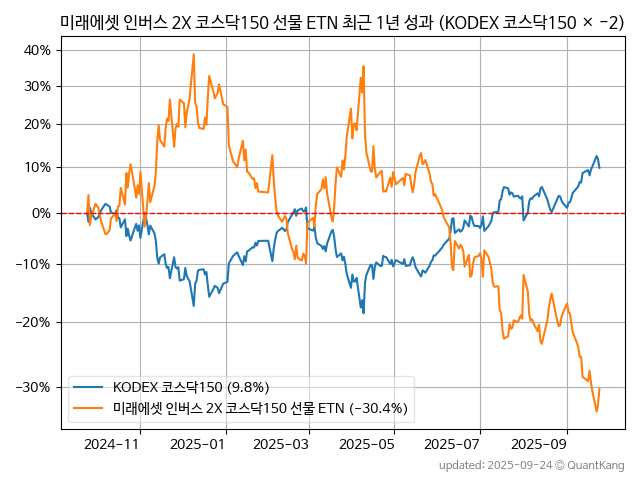 미래에셋 인버스 2X 코스닥150 선물 ETN 최근 1년 성과 (KODEX 코스닥150 × −2)
40%
30%
20%
10%
0%
−10%
−20%
−30%
KODEX 코스닥150 (9.8%)
미래에셋 인버스 2X 코스닥150 선물 ETN (−30.4%)
2024-11 2025-01 2025-03 2025-05 2025-07 2025-09
updated: 2025-09-24 © QuantKang